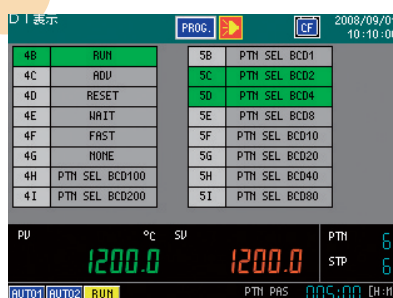 DI表示 PROG. CF 2008/09/0
10:10:0
4B RUN 5B PTN SEL BCD1
4C ADV 5C PTN SEL BCD2
4D RESET 5D PTN SEL BCD4
4E WAIT 5E PTN SEL BCD8
4F FAST 5F PTN SEL BCD10
4G NONE 5G PTN SEL BCD20
4H PTN SEL BCD100 5H PTN SEL BCD40
4I PTN SEL BCD200 5I PTN SEL BCD80
PV °C SV PTN 6
1200.0 1200.0 STP 6
AUTO1 AUTO2 RUN PTN PAS 005:00 [H:M